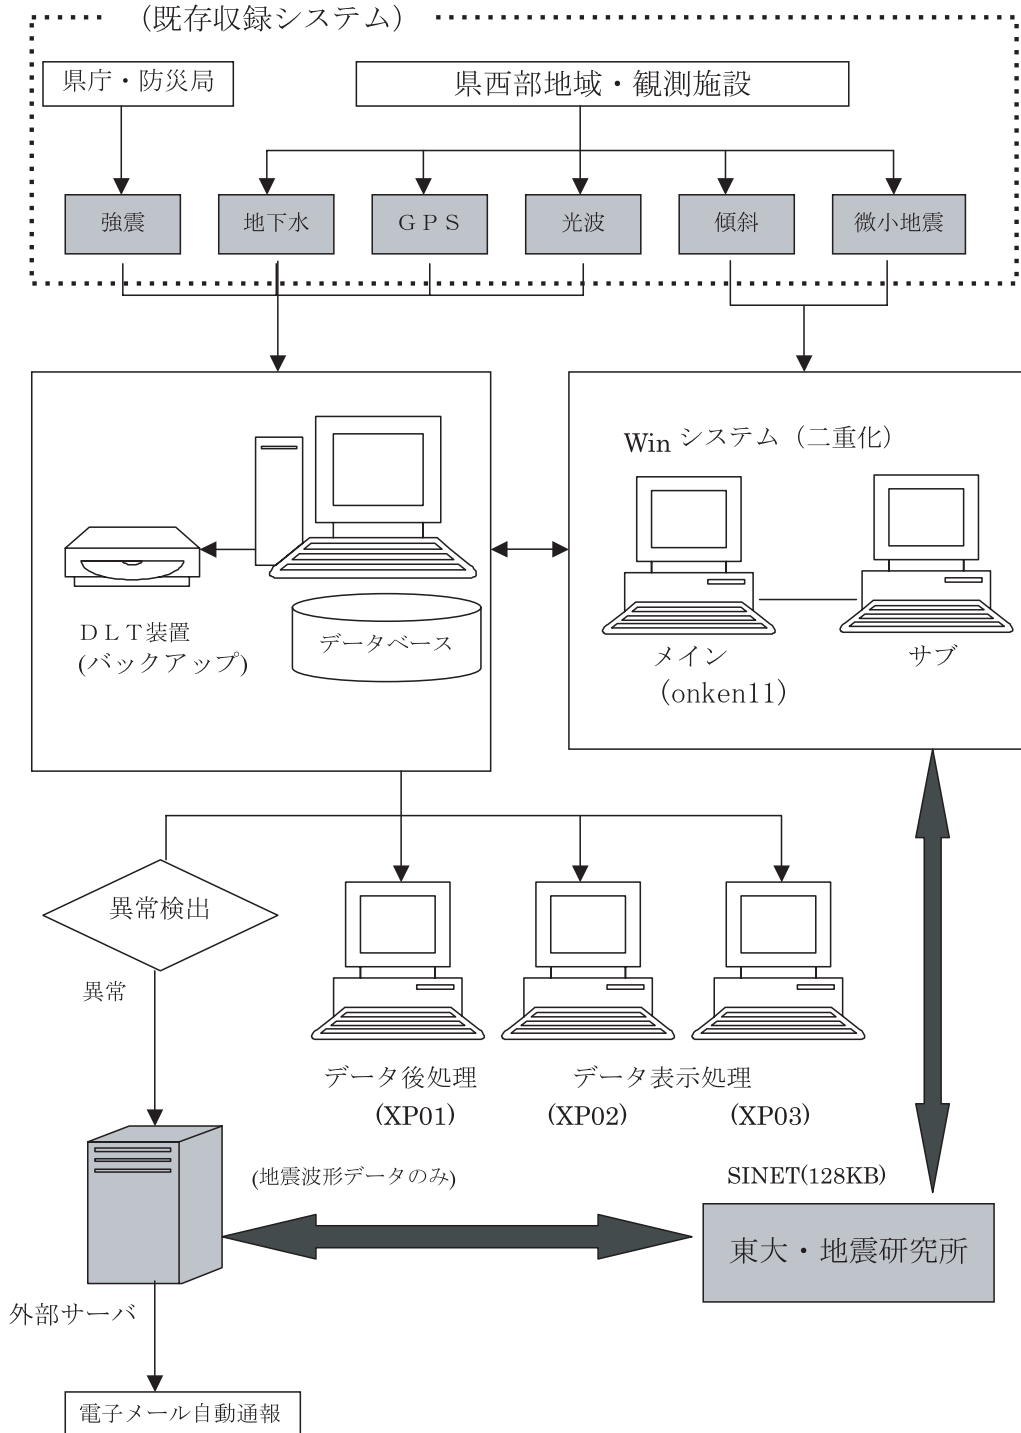 (既存収録システム)
県庁・防災局
県西部地域・観測施設
強震
地下水
ＧＰＳ
光波
傾斜
微小地震
Win システム（二重化）
ＤＬＴ装置
(バックアップ)
データベース
メイン
（onken11）
サブ
異常検出
異常
データ後処理
データ表示処理
(XP01)
(XP02)
(XP03)
(地震波形データのみ)
SINET(128KB)
東大・地震研究所
外部サーバ
電子メール自動通報